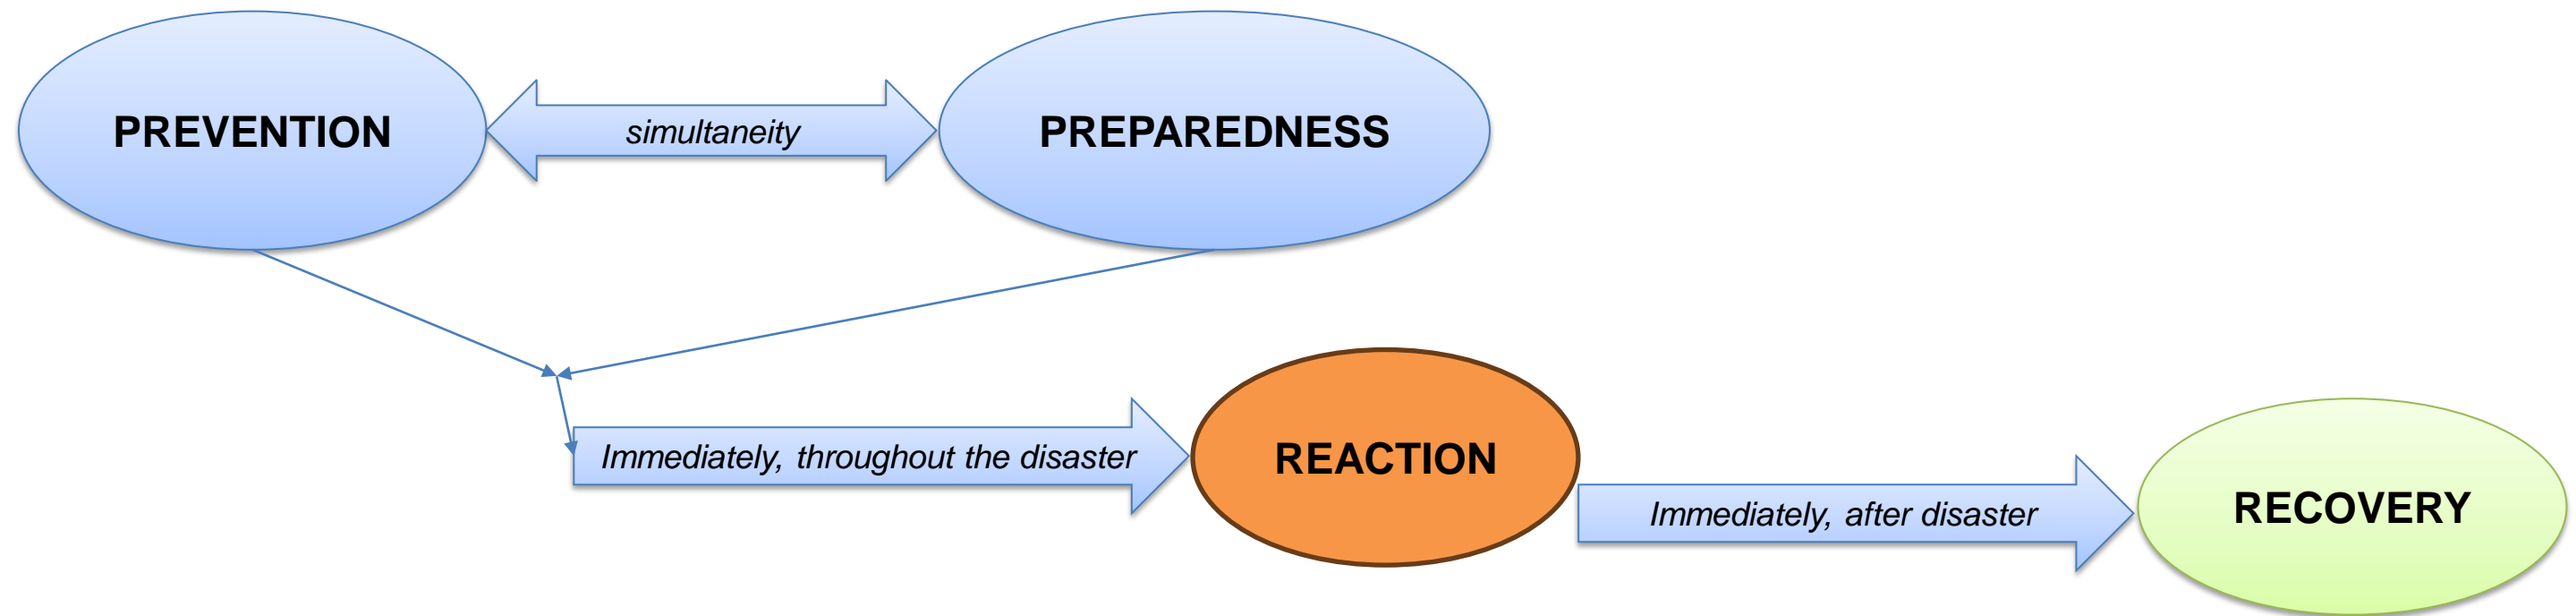 PREVENTION
simultaneity
PREPAREDNESS
Immediately, throughout the disaster
REACTION
Immediately, after disaster
RECOVERY